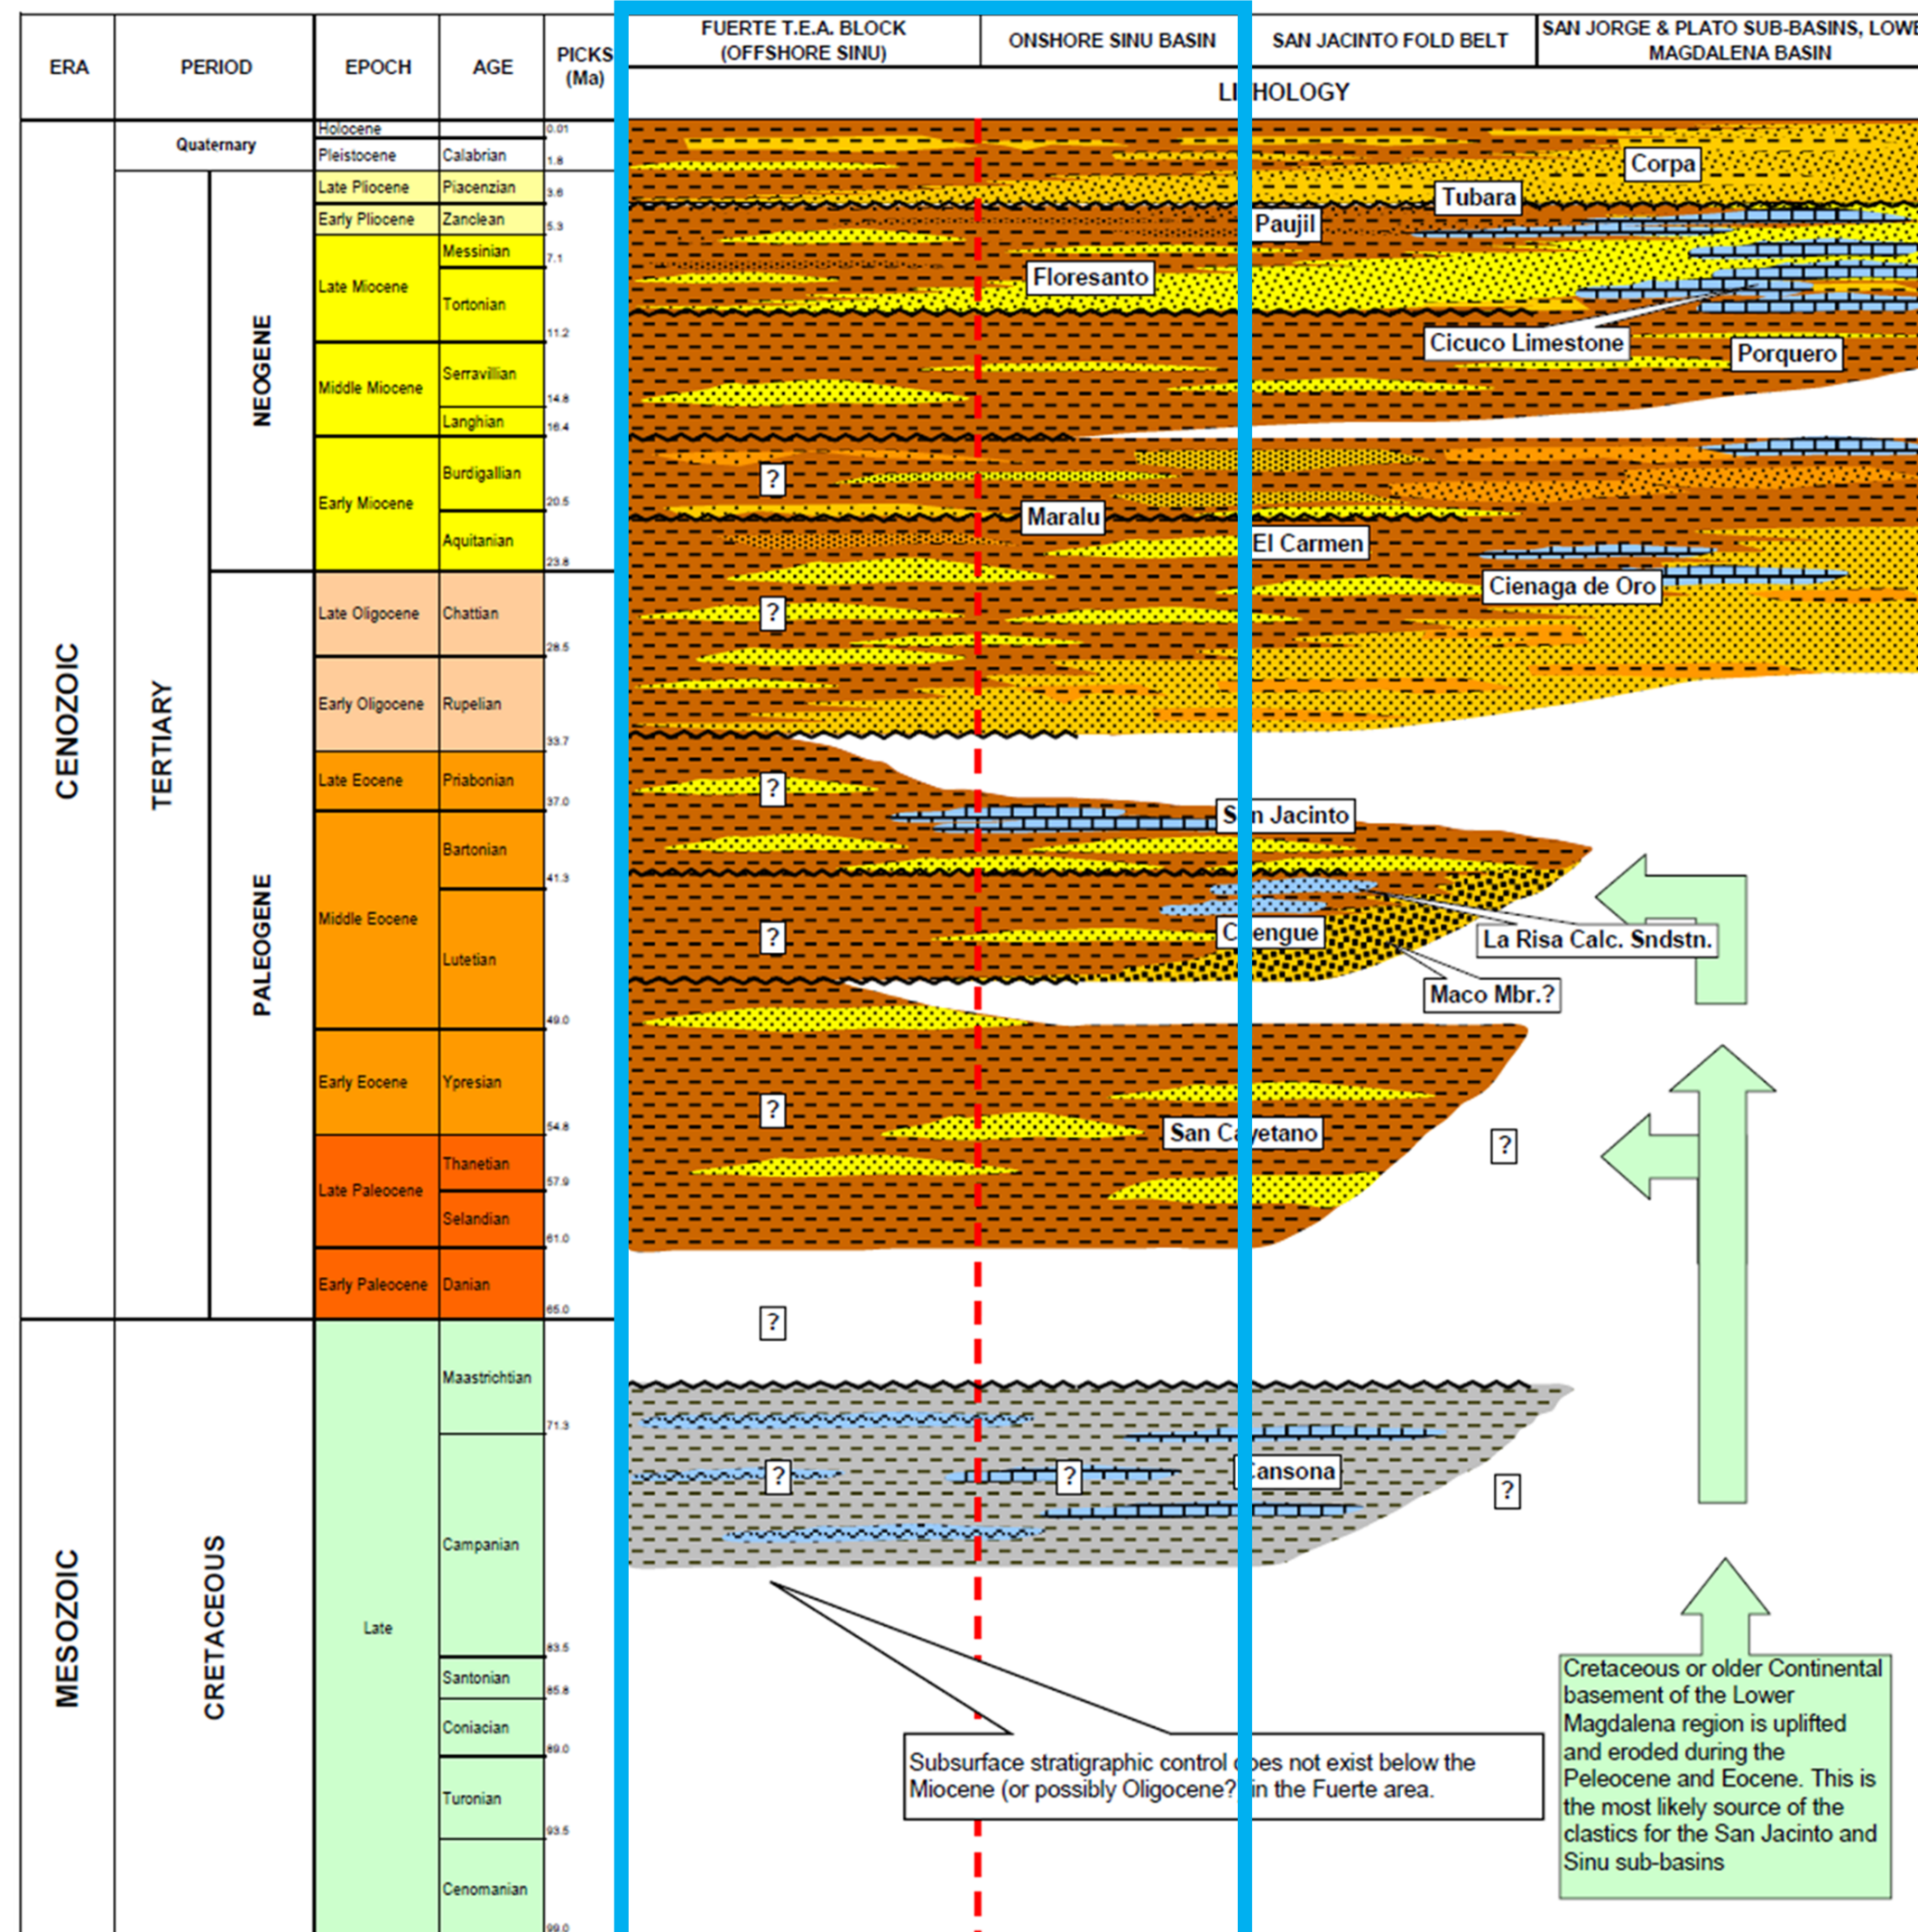 ERA
PERIOD
EPOCH
AGE
PICKS
(Ma)
FUERTE T.E.A. BLOCK
(OFFSHORE SINU)
ONSHORE SINU BASIN
SAN JACINTO FOLD BELT
SAN JORGE & PLATO SUB-BASINS, LOWE
MAGDALENA BASIN
LI HOLOGY
CENOZOIC
MESOZOIC
Quaternary
TERTIARY
NEOGENE
PALEOGENE
CRETACEOUS
Holocene
0.01
Pleistocene
Calabrian
1.8
Late Pliocene
Piacenzian
3.6
Early Pliocene
Zanclean
5.3
Late Miocene
Messinian
7.1
Tortonian
11.2
Middle Miocene
Serravillian
14.8
Langhian
16.4
Early Miocene
Burdigallian
20.5
Aquitanian
23.8
Late Oligocene
Chattian
28.5
Early Oligocene
Rupelian
33.7
Late Eocene
Priabonian
37.0
Middle Eocene
Bartonian
41.3
Lutetian
49.0
Early Eocene
Ypresian
54.8
Late Paleocene
Thanetian
57.9
Selandian
61.0
Early Paleocene
Danian
65.0
Late
Maastrichtian
71.3
Campanian
83.5
Santonian
85.8
Coniacian
89.0
Turonian
93.5
Cenomanian
99.0
Corpa
Tubara
Paujil
Floresanto
Cicuco Limestone
Porquero
?
Maralu
El Carmen
Cienaga de Oro
?
?
S n Jacinto
?
C engue
La Risa Calc. Sndstn.
Maco Mbr.?
?
San Ca yetano
?
?
?
?
ansona
?
Subsurface stratigraphic control does not exist below the
Miocene (or possibly Oligocene? in the Fuerte area.
Cretaceous or older Continental
basement of the Lower
Magdalena region is uplifted
and eroded during the
Peleocene and Eocene. This is
the most likely source of the
clastics for the San Jacinto and
Sinu sub-basins